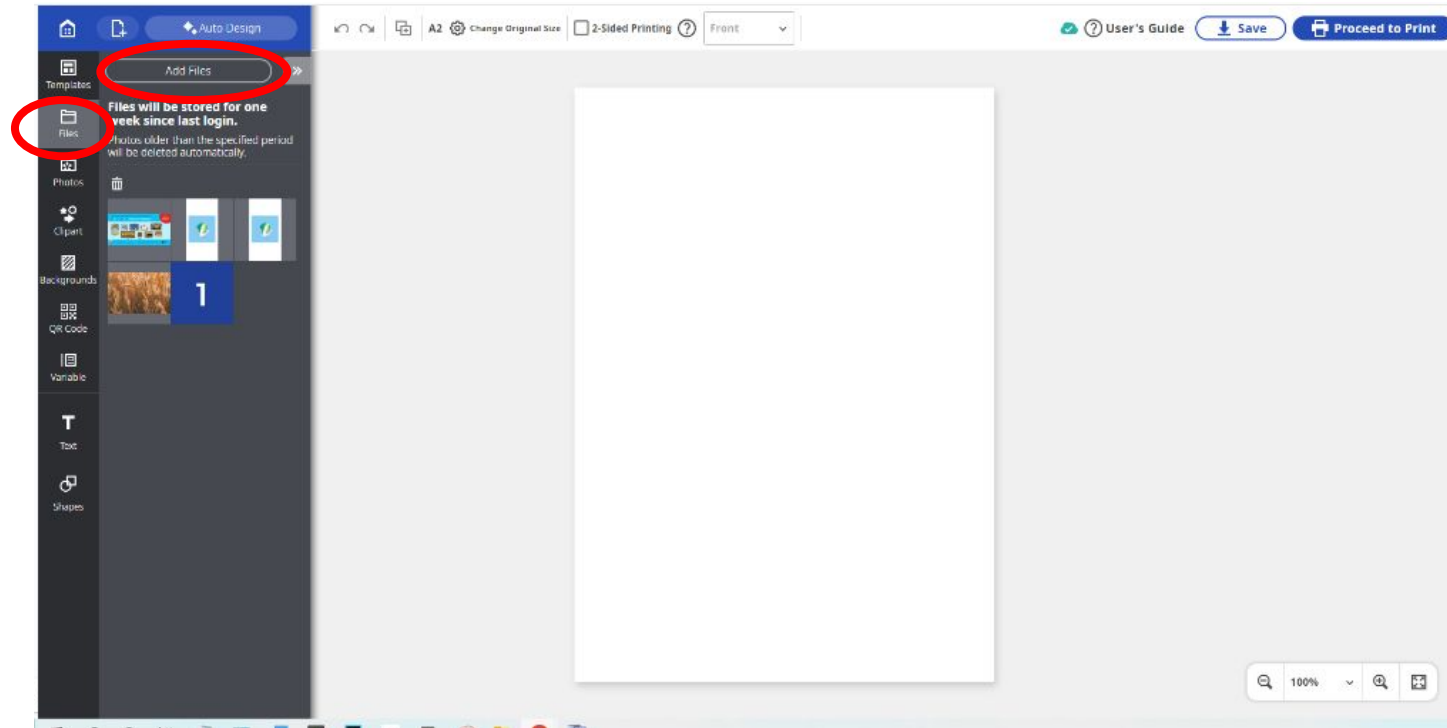 Auto Design
A2 Change Original Size 2-Sided Printing ? Front
? User's Guide Save Proceed to Print
Templates
Files
Photos
Clipart
Backgrounds
QR Code
Variable
T
Text
Shapes
Add Files
Files will be stored for one
week since last login.
Photos older than the specified period
will be deleted automatically.
1
100%